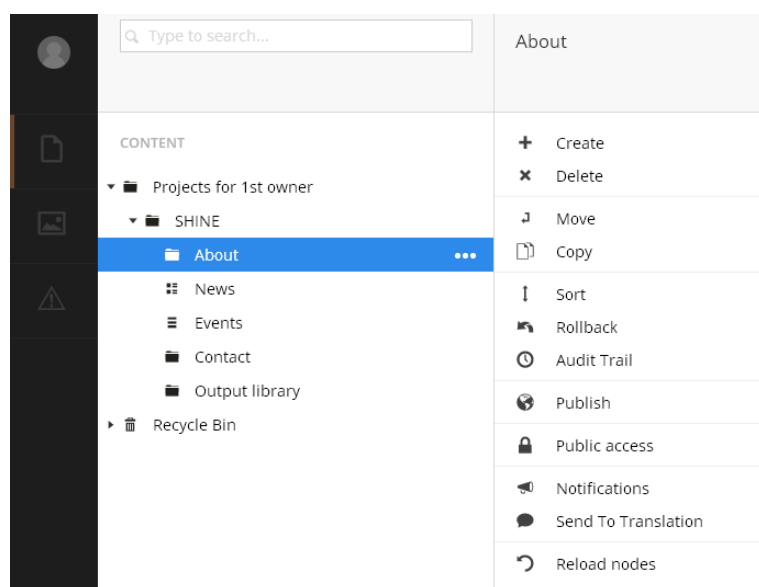 Type to search...
About
CONTENT
Projects for 1st owner
SHINE
About
News
Events
Contact
Output library
Recycle Bin
Create
Delete
Move
Copy
Sort
Rollback
Audit Trail
Publish
Public access
Notifications
Send To Translation
Reload nodes